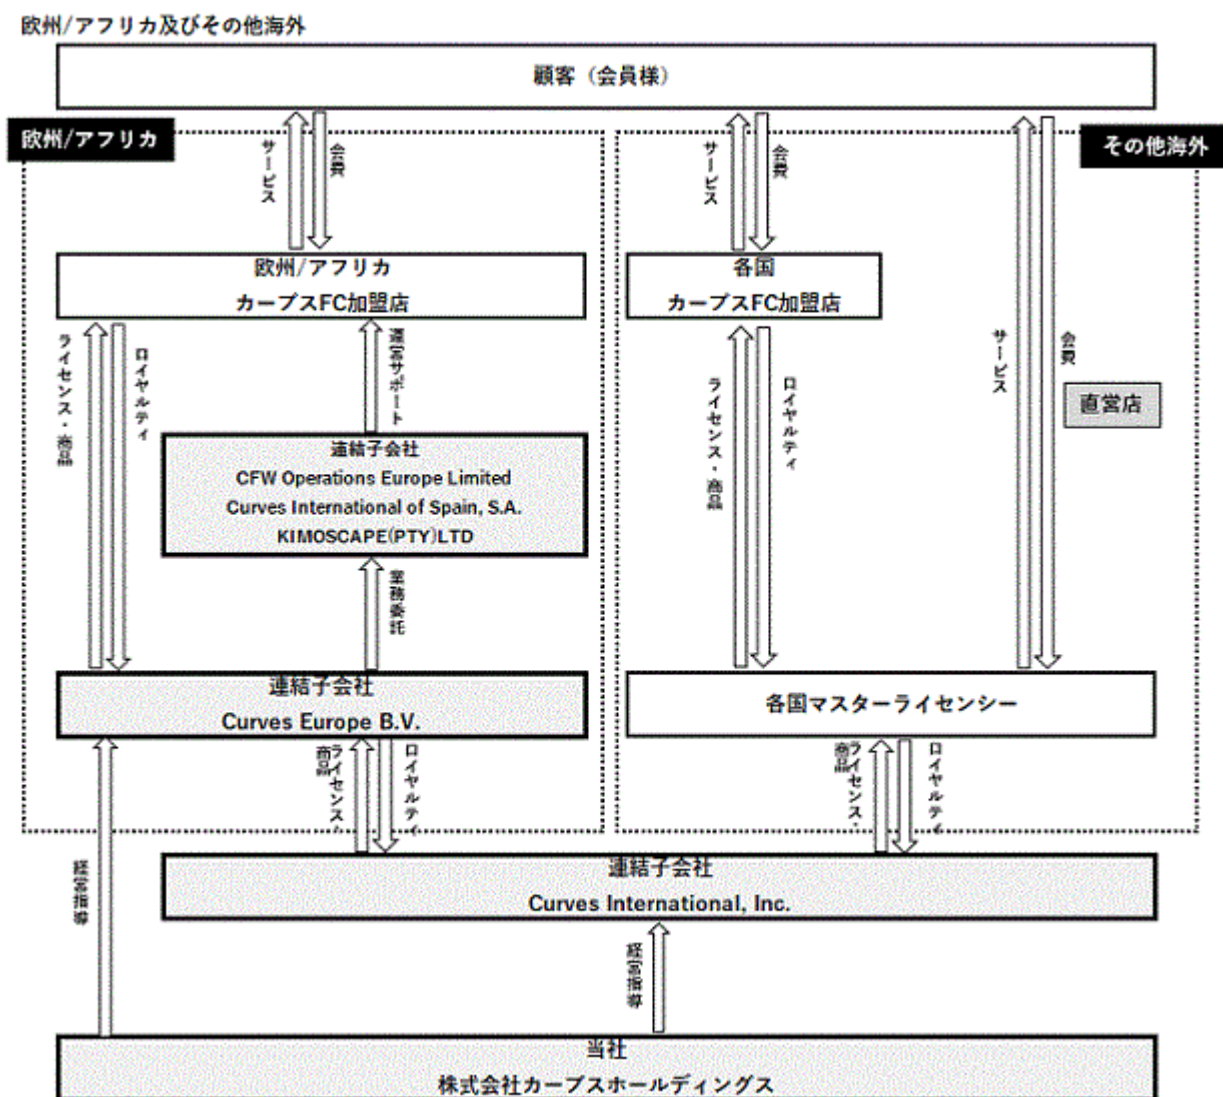 欧州/アフリカ及びその他海外
顧客（会員様）
欧州/アフリカ
その他海外
サービス
会費
サービス
会費
サービス
会費
欧州/アフリカ
カーブスFC加盟店
各国
カーブスFC加盟店
直営店
ライセンス・商品
ロイヤルティ
運営サポート
ライセンス・商品
ロイヤルティ
連結子会社
CFW Operations Europe Limited
Curves International of Spain, S.A.
KIMOSCAPE(PTY)LTD
業務委託
連結子会社
Curves Europe B.V.
各国マスターライセンシー
ライセンス・
商品
ロイヤルティ
ライセンス・
商品
ロイヤルティ
経営指導
連結子会社
Curves International, Inc.
経営指導
当社
株式会社カーブスホールディングス